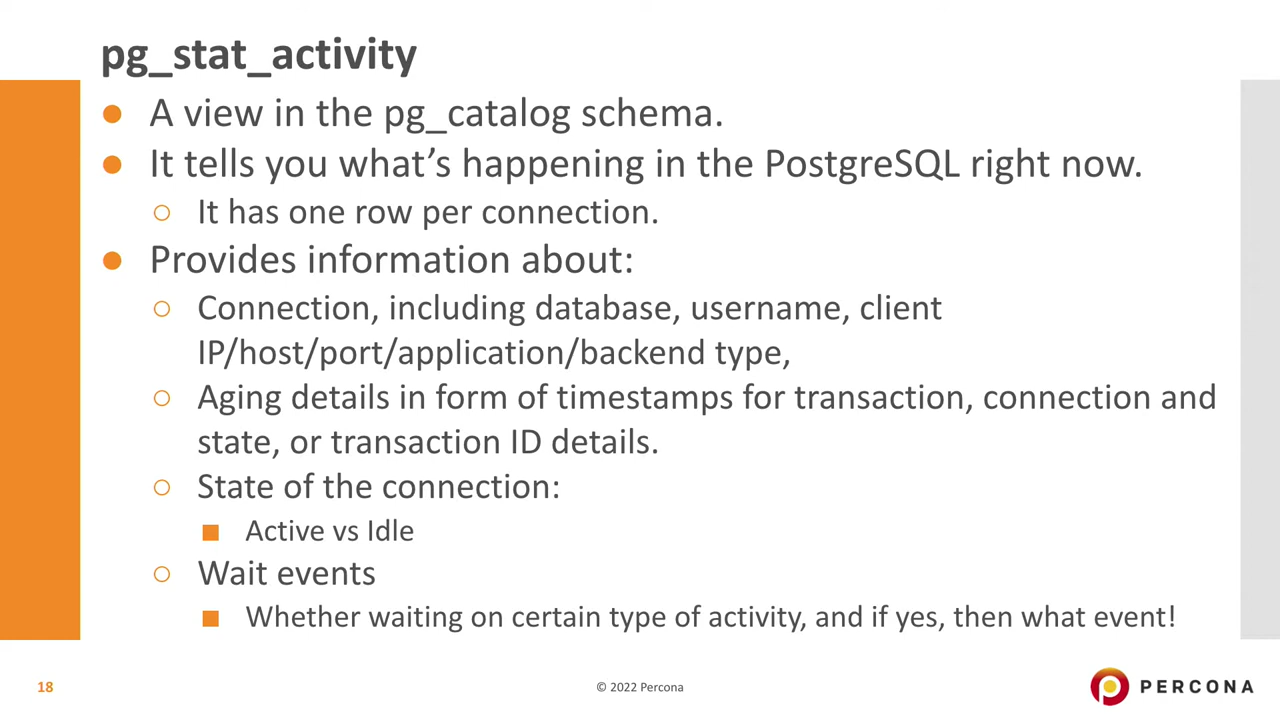 pg_stat_activity
● A view in the pg_catalog schema.
● It tells you what’s happening in the PostgreSQL right now.
○ It has one row per connection.
● Provides information about:
○ Connection, including database, username, client
IP/host/port/application/backend type,
○ Aging details in form of timestamps for transaction, connection and
state, or transaction ID details.
○ State of the connection:
■ Active vs Idle
○ Wait events
■ Whether waiting on certain type of activity, and if yes, then what event!
18
© 2022 Percona
PERCONA